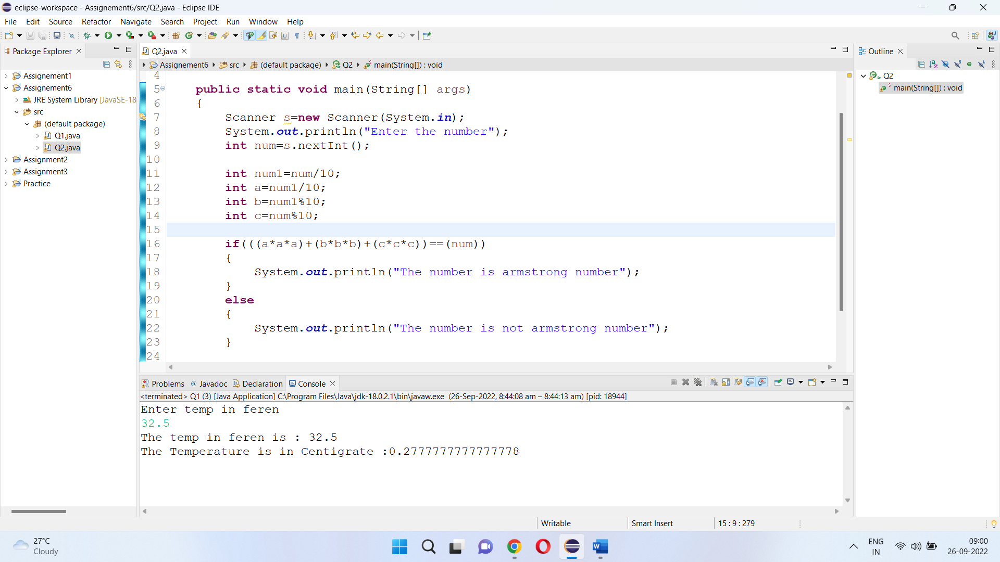 eclipse-workspace - Assignement6/src/Q2.java - Eclipse IDE
File Edit Source Refactor Navigate Search Project Run Window Help
Package Explorer
Assignement1
Assignement6
JRE System Library [JavaSE-18
src
(default package)
Q1.java
Q2.java
Assignment2
Assignment3
Practice
Q2.java
Assignement6 src (default package) Q2 main(String[]) : void
4
5 public static void main(String[] args)
6 {
7 Scanner s=new Scanner(System.in);
8 System.out.println("Enter the number");
9 int num=s.nextInt();
10
11 int num1=num/10;
12 int a=num1/10;
13 int b=num1%10;
14 int c=num%10;
15
16 if(((a*a*a)+(b*b*b)+(c*c*c))==(num))
17 {
18 System.out.println("The number is armstrong number");
19 }
20 else
21 {
22 System.out.println("The number is not armstrong number");
23 }
24
Outline
Q2
main(String[]) : void
Problems @ Javadoc Declaration Console
<terminated> Q1 (3) [Java Application] C:\Program Files\Java\jdk-18.0.2.1\bin\javaw.exe (26-Sep-2022, 8:44:08 am – 8:44:13 am) [pid: 18944]
Enter temp in feren
32.5
The temp in feren is : 32.5
The Temperature is in Centigrate :0.2777777777777778
Writable Smart Insert 15 : 9 : 279
27°C
Cloudy
ENG
IN
09:00
26-09-2022